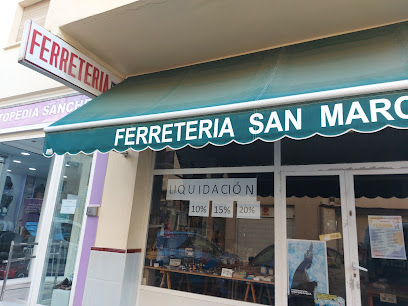 FERRETERIA
TOPEDIA SANCH
FERRETERIA SAN MARC
LIQUIDACIÓN
10% 15% 20%